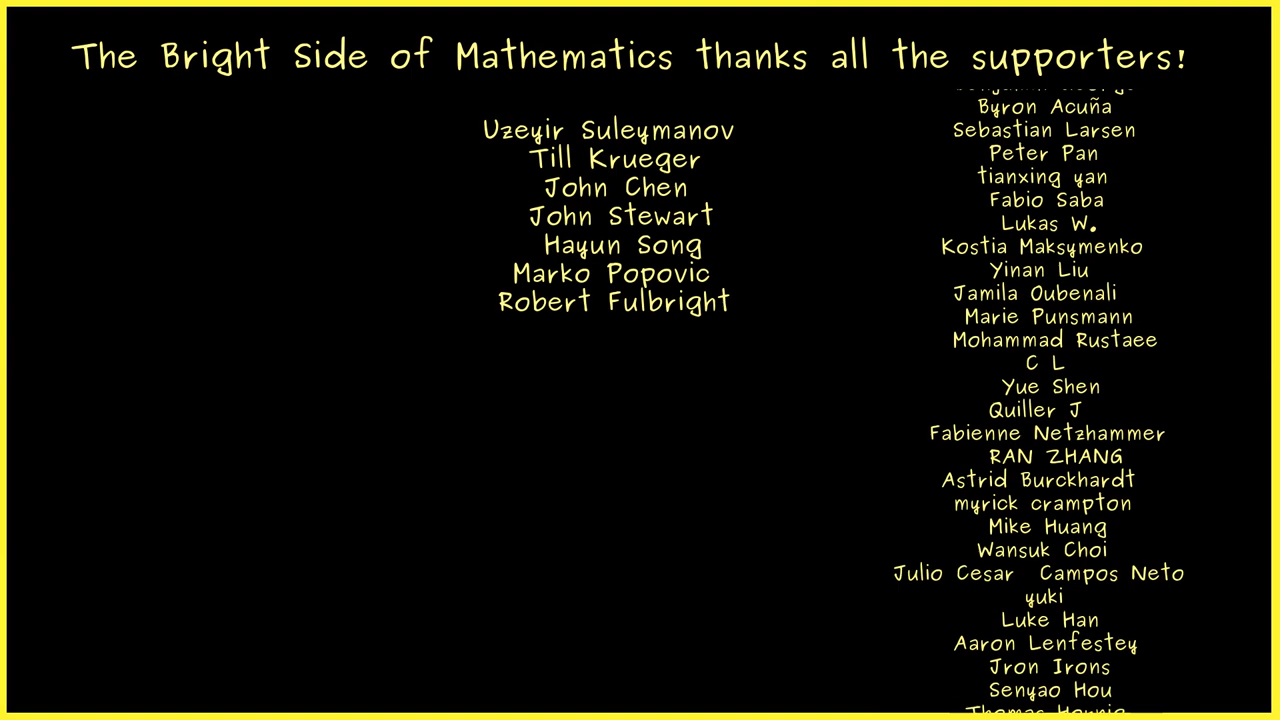 The Bright Side of Mathematics thanks all the supporters!
Uzeyir Suleymanov
Till Krueger
John Chen
John Stewart
Hayun Song
Marko Popovic
Robert Fulbright
Byron Acuña
Sebastian Larsen
Peter Pan
tianxing yan
Fabio Saba
Lukas W.
Kostia Maksymenko
Yinan Liu
Jamila Oubenali
Marie Punsmann
Mohammad Rustaee
C L
Yue Shen
Quiller J
Fabienne Netzhammer
RAN ZHANG
Astrid Burckhardt
myrick crampton
Mike Huang
Wansuk Choi
Julio Cesar  Campos Neto
yuki
Luke Han
Aaron Lenfestey
Jron Irons
Senyao Hou